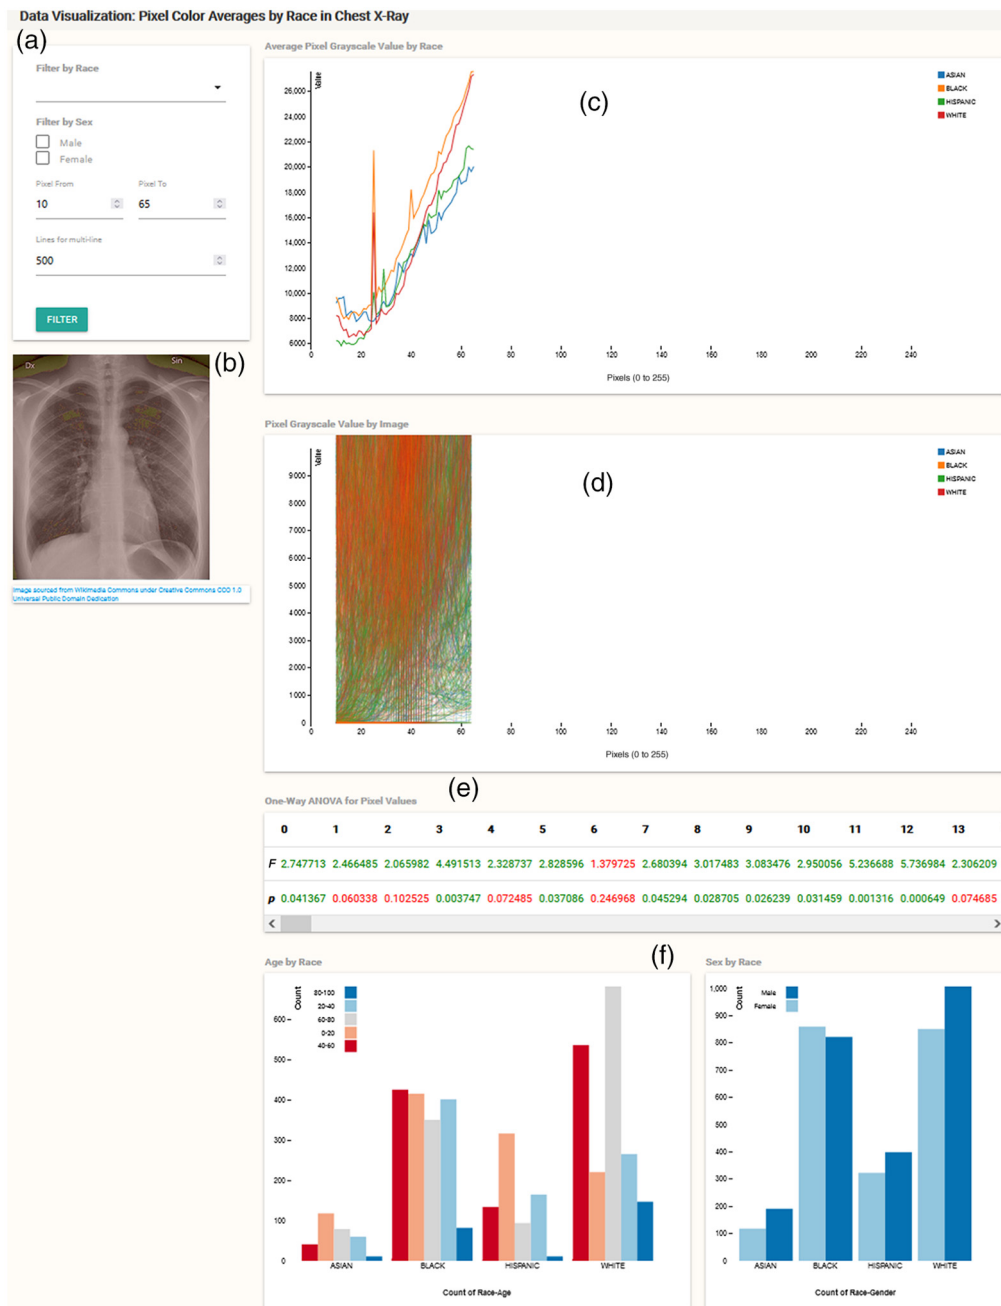 Data Visualization: Pixel Color Averages by Race in Chest X-Ray
(a)
Filter by Race
Filter by Sex
Male
Female
Pixel From
Pixel To
10
65
Lines for multi-line
500
FILTER
(b)
Dx
Sin
Image sourced from Wikimedia Commons under Creative Commons CC0 1.0
Universal Public Domain Dedication
Average Pixel Grayscale Value by Race
(c)
Value
26,000
24,000
22,000
20,000
18,000
16,000
14,000
12,000
10,000
8000
6000
0 20 40 60 80 100 120 140 160 180 200 220 240
Pixels (0 to 255)
ASIAN
BLACK
HISPANIC
WHITE
Pixel Grayscale Value by Image
(d)
Value
9 000
8 000
7 000
6 000
5 000
4 000
3 000
2 000
1 000
0
0 20 40 60 80 100 120 140 160 180 200 220 240
Pixels (0 to 255)
ASIAN
BLACK
HISPANIC
WHITE
(e)
One-Way ANOVA for Pixel Values
0 1 2 3 4 5 6 7 8 9 10 11 12 13
F 2.747713 2.466485 2.065982 4.491513 2.328737 2.828596 1.379725 2.680394 3.017483 3.083476 2.950056 5.236688 5.736984 2.306209
p 0.041367 0.060338 0.102525 0.003747 0.072485 0.037086 0.246968 0.045294 0.028705 0.026239 0.031459 0.001316 0.000649 0.074685
(f)
Age by Race
Count
80-100
20-40
60-80
0-20
40-60
600
500
400
300
200
100
0
ASIAN BLACK HISPANIC WHITE
Count of Race-Age
Sex by Race
Count
Male
Female
1,000
900
800
700
600
500
400
300
200
100
0
ASIAN BLACK HISPANIC WHITE
Count of Race-Gender